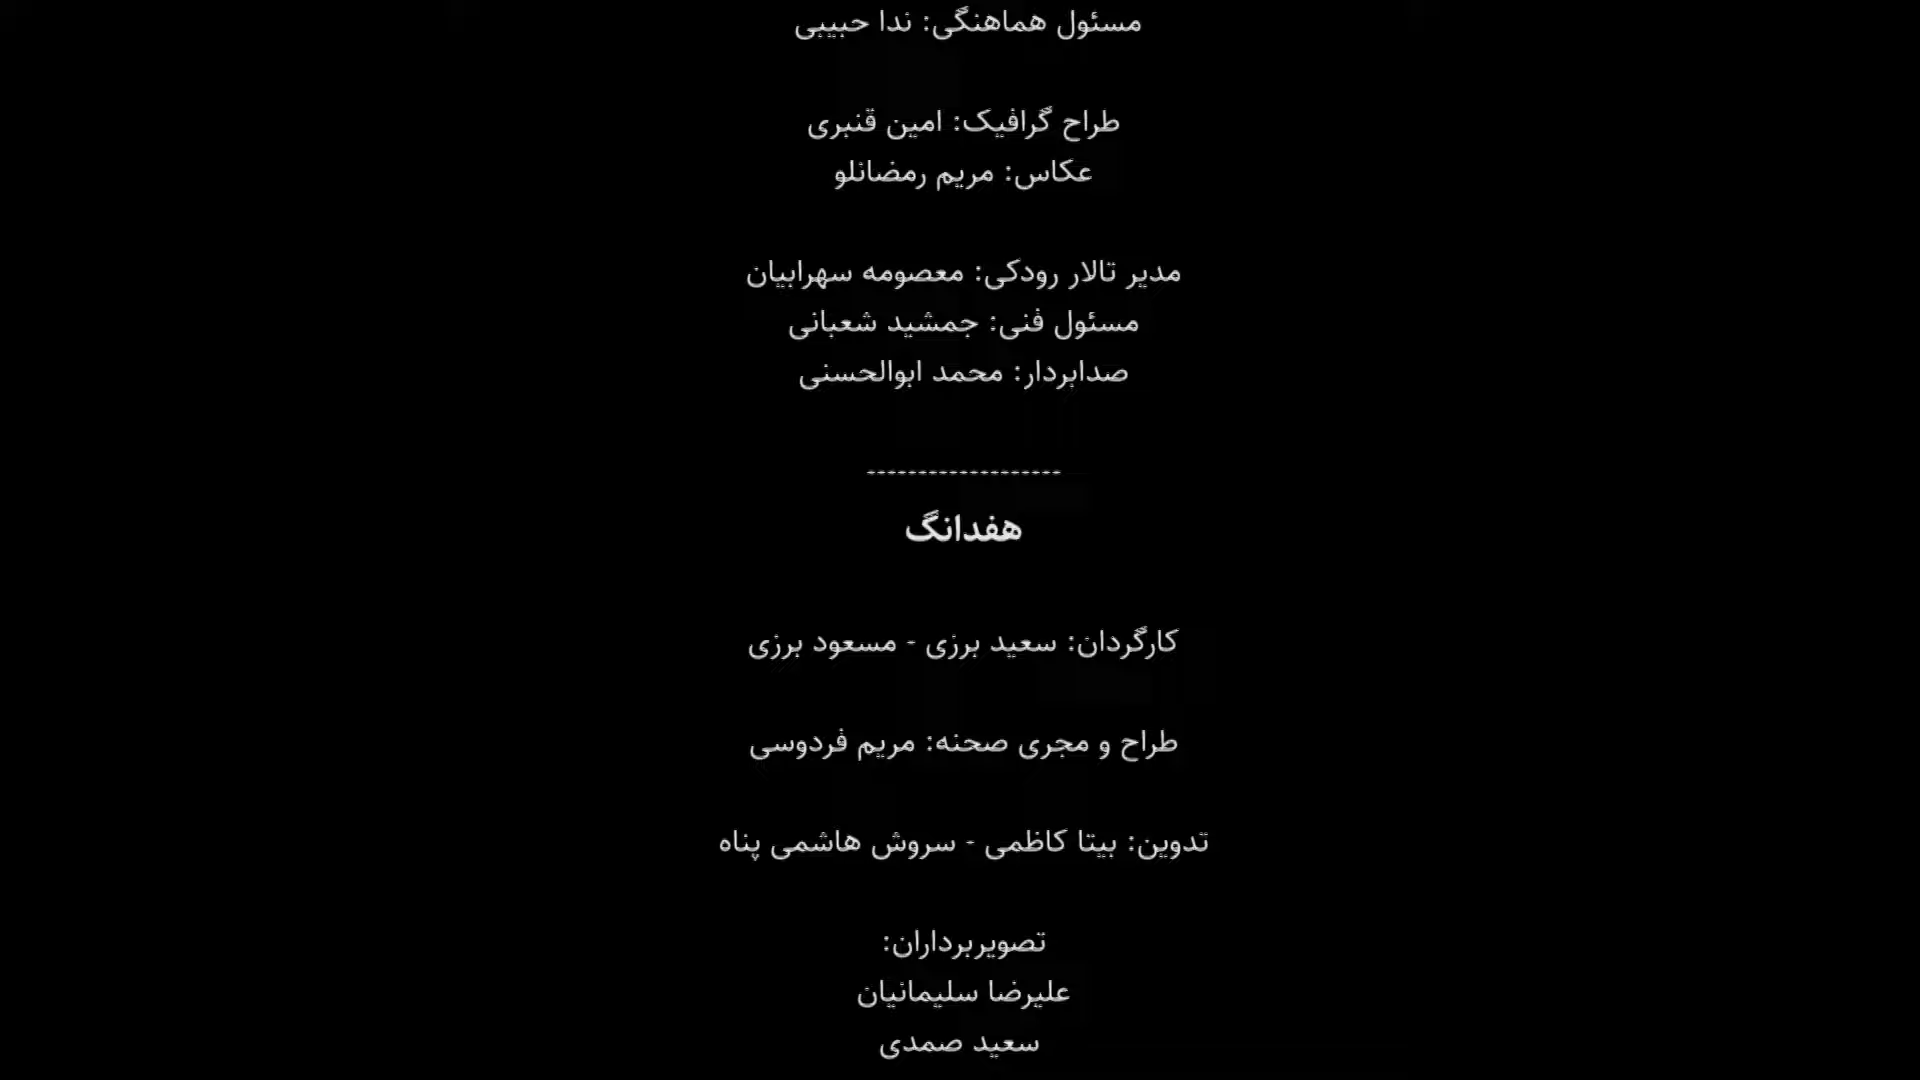 مسئول هماهنگی: ندا حبیبی
طراح گرافیک: امین قنبری
عکاس: مریم رمضانلو
مدیر تالار رودکی: معصومه سهرابیان
مسئول فنی: جمشید شعبانی
صدابردار: محمد ابوالحسنی
-------------------
هفدانگ
کارگردان: سعید برزی - مسعود برزی
طراح و مجری صحنه: مریم فردوسی
تدوین: بیتا کاظمی - سروش هاشمی پناه
تصویربرداران:
علیرضا سلیمانیان
سعید صمدی